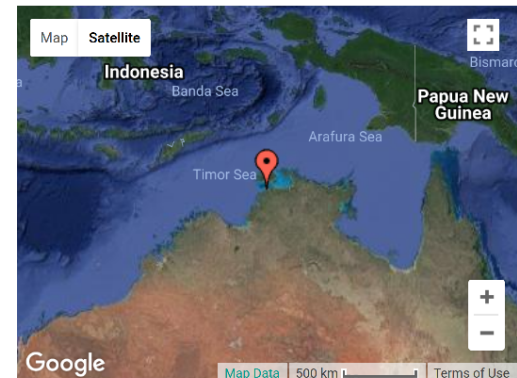 Map Satellite
Indonesia
Banda Sea
Papua New
Guinea
Arafura Sea
Timor Sea
+
−
Google
Map Data 500 km Terms of Use